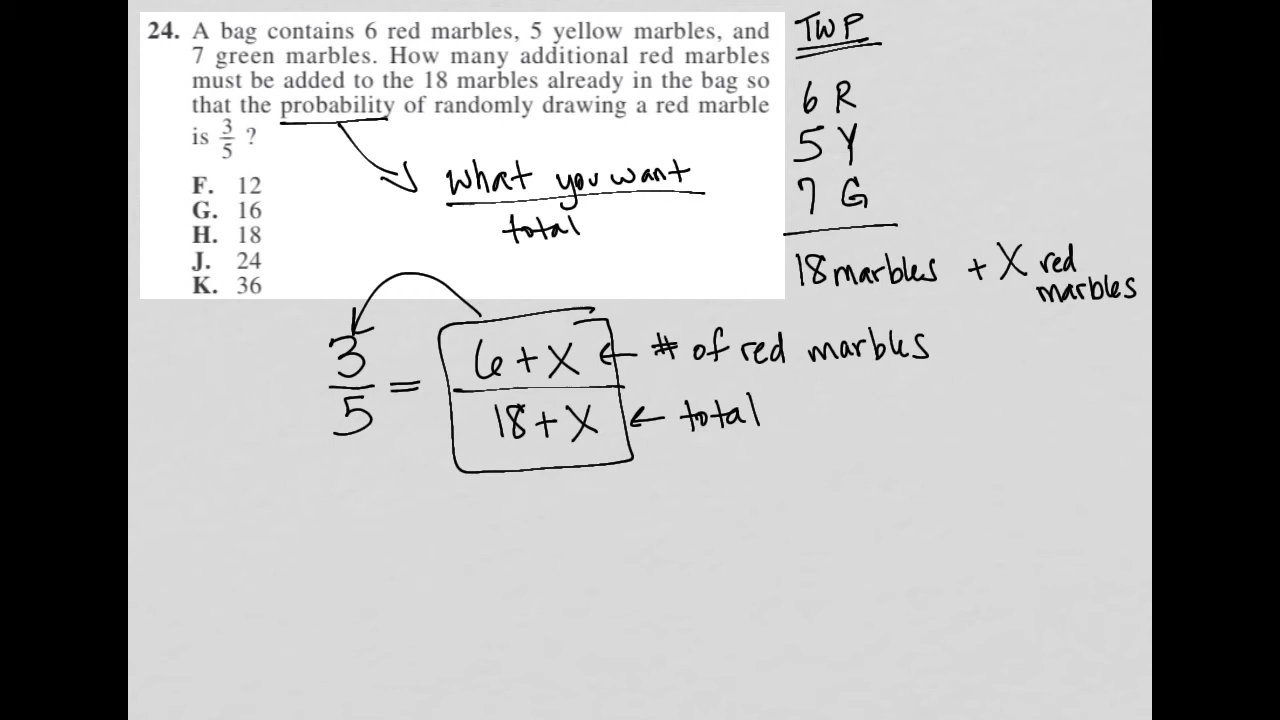 24. A bag contains 6 red marbles, 5 yellow marbles, and
7 green marbles. How many additional red marbles
must be added to the 18 marbles already in the bag so
that the probability of randomly drawing a red marble
is 3/5 ?
F. 12
G. 16
H. 18
J. 24
K. 36
what you want
total
TWP
6 R
5 Y
7 G
18 marbles + X red marbles
3/5 = 6 + X / 18 + X
← # of red marbles
← total